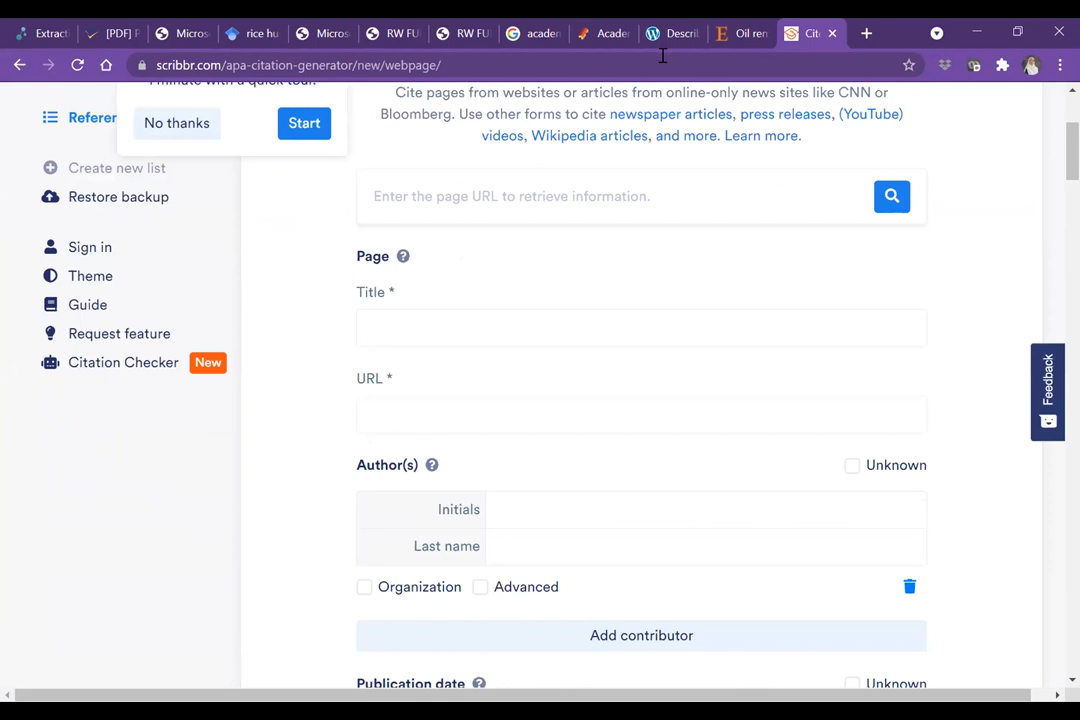 Extract
[PDF] P
Micros
rice hu
Micros
RW FU
RW FU
academ
Acader
Descri
Oil ren
Cit
scribbr.com/apa-citation-generator/new/webpage/
1 minute with a quick tour.
No thanks
Start
Referen
Create new list
Restore backup
Sign in
Theme
Guide
Request feature
Citation Checker New
Cite pages from websites or articles from online-only news sites like CNN or
Bloomberg. Use other forms to cite newspaper articles, press releases, (YouTube)
videos, Wikipedia articles, and more. Learn more.
Enter the page URL to retrieve information.
Page
Title *
URL *
Author(s)
Unknown
Initials
Last name
Organization
Advanced
Add contributor
Publication date
Unknown
Feedback